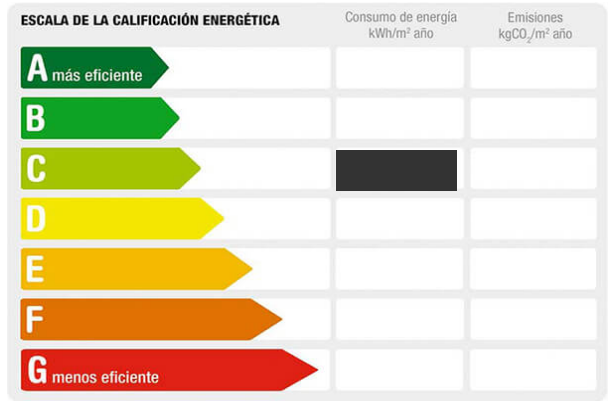 ESCALA DE LA CALIFICACIÓN ENERGÉTICA
Consumo de energía
kWh/m² año
Emisiones
kgCO₂/m² año
A más eficiente
B
C
D
E
F
G menos eficiente